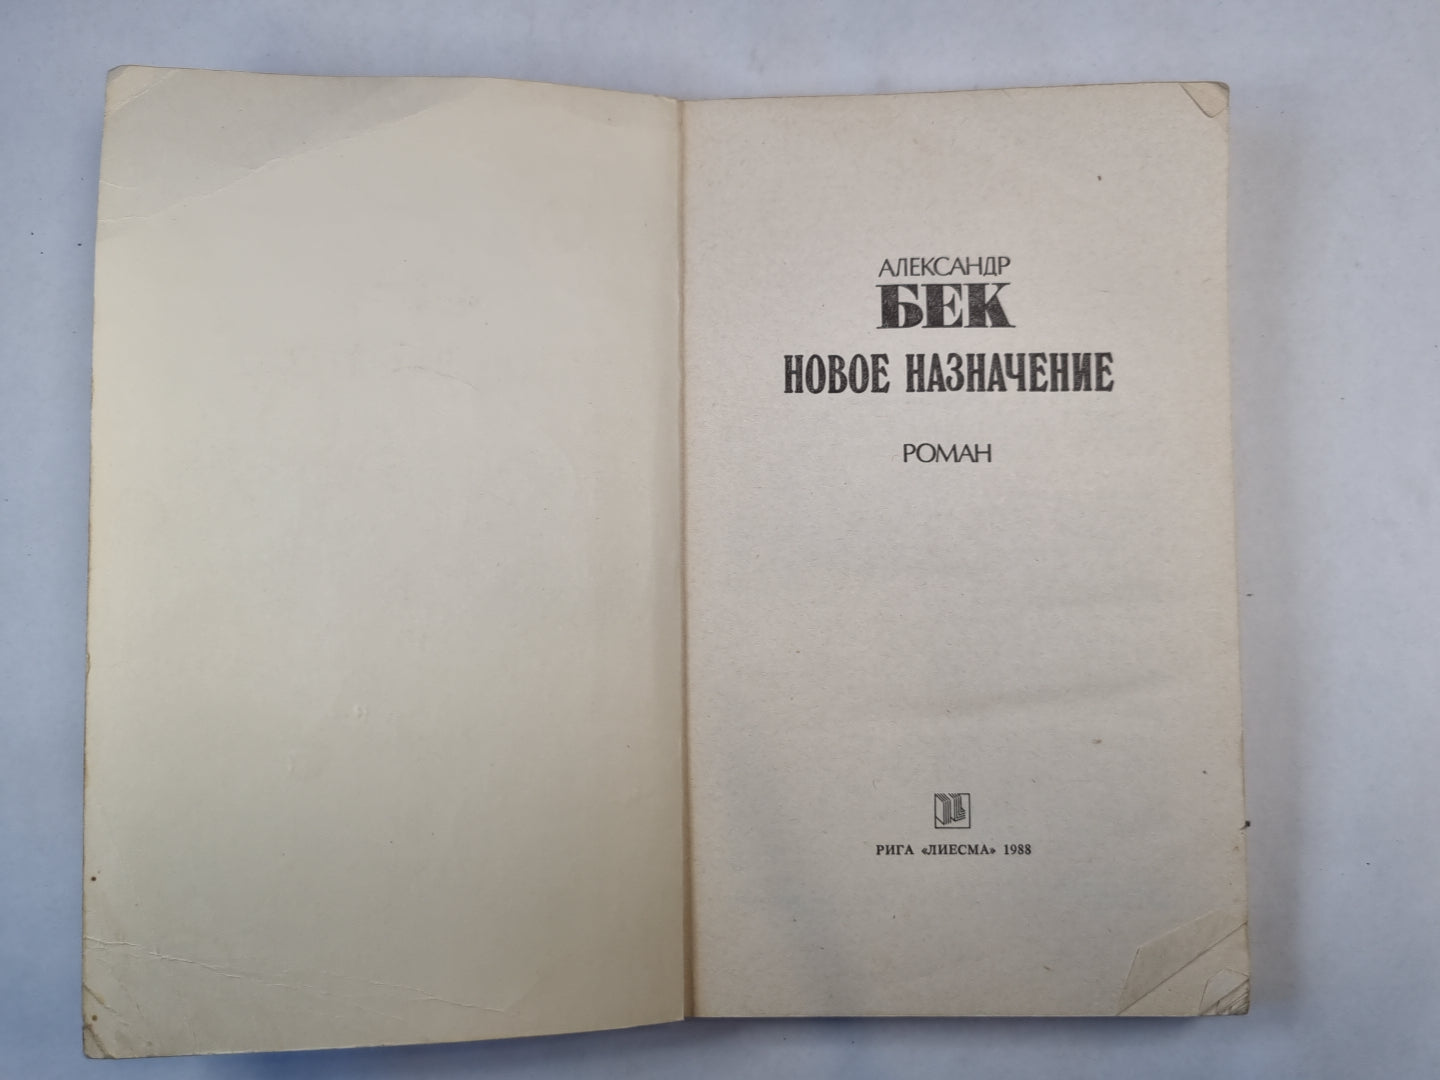 АЛЕКСАНДР
БЕК
НОВОЕ НАЗНАЧЕНИЕ
РОМАН
РИГА «ЛИЕСМА» 1988